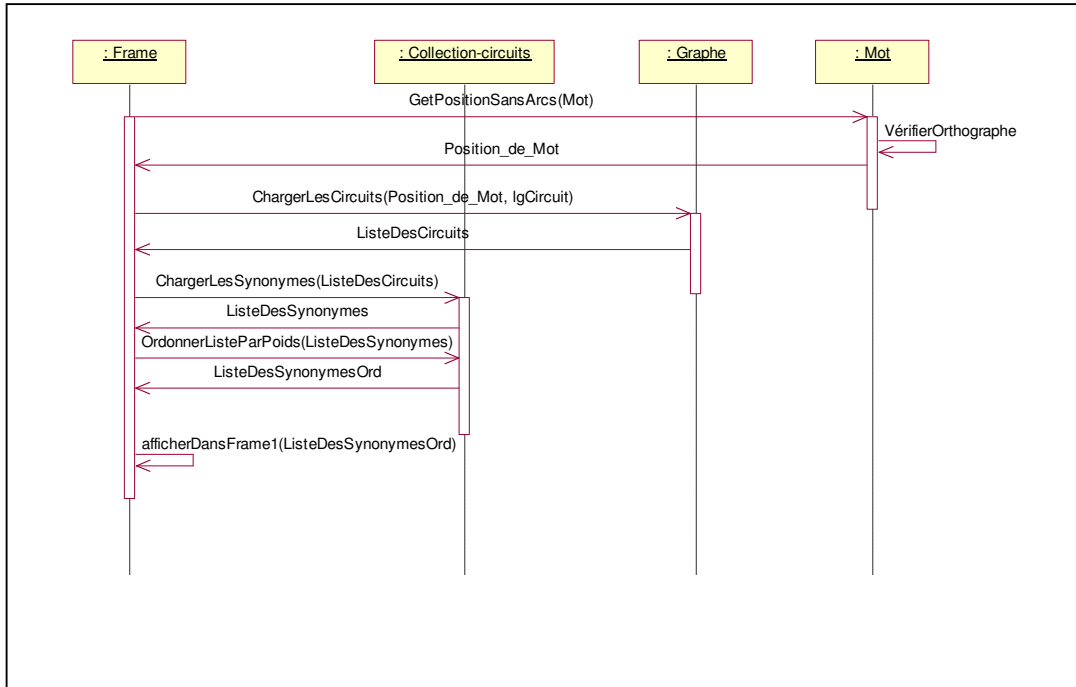 : Frame
: Collection-circuits
: Graphe
: Mot
GetPositionSansArcs(Mot)
VérifierOrthographe
Position_de_Mot
ChargerLesCircuits(Position_de_Mot, lgCircuit)
ListeDesCircuits
ChargerLesSynonymes(ListeDesCircuits)
ListeDesSynonymes
OrdonnerListeParPoids(ListeDesSynonymes)
ListeDesSynonymesOrd
afficherDansFrame1(ListeDesSynonymesOrd)